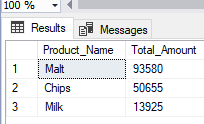 100 %
Results Messages
Product_Name Total_Amount
1 Malt 93580
2 Chips 50655
3 Milk 13925